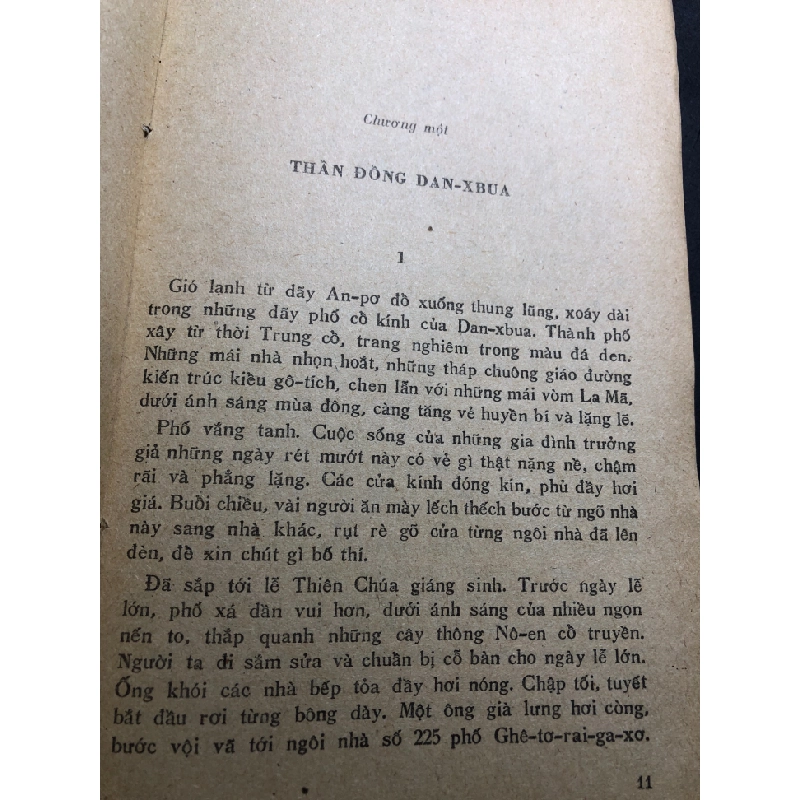 Chương một
THẦN ĐỒNG DAN-XBUA
1
Gió lạnh từ dãy An-pơ đồ xuống thung lũng, xoáy dài
trong những dãy phố cồ kính của Dan-xbua. Thành phố
xây từ thời Trung cồ, trang nghiêm trong màu đá đen.
Những mái nhà nhọn hoắt, những tháp chuông giáo đường
kiến trúc kiều gô-tích, chen lẫn với những mái vòm La Mã,
dưới ánh sáng mùa đông, càng tăng vẻ huyền bí và lặng lẽ.
Phố vắng tanh. Cuộc sống của những gia đình trưởng
giả những ngày rét mướt này có vẻ gì thật nặng nề, chậm
rãi và phẳng lặng. Các cửa kính đóng kín, phủ đầy hơi
giá. Buồi chiều, vài người ăn mày lếch thếch bước từ ngõ nhà
này sang nhà khác, rụt rè gõ cửa từng ngôi nhà đã lên
đèn, đề xin chút gì bố thí.
Đã sắp tới lễ Thiên Chúa giáng sinh. Trước ngày lễ
lớn, phố xá dần vui hơn, dưới ánh sáng của nhiều ngọn
nến to, thắp quanh những cây thông Nô-en cồ truyền.
Người ta đi sắm sửa và chuẩn bị cỗ bàn cho ngày lễ lớn.
Ống khói các nhà bếp tỏa đầy hơi nóng. Chập tối, tuyết
bắt đầu rơi từng bông dày. Một ông già lưng hơi còng,
bước vội vã tới ngôi nhà số 225 phố Ghê-tơ-rai-ga-xơ.
11